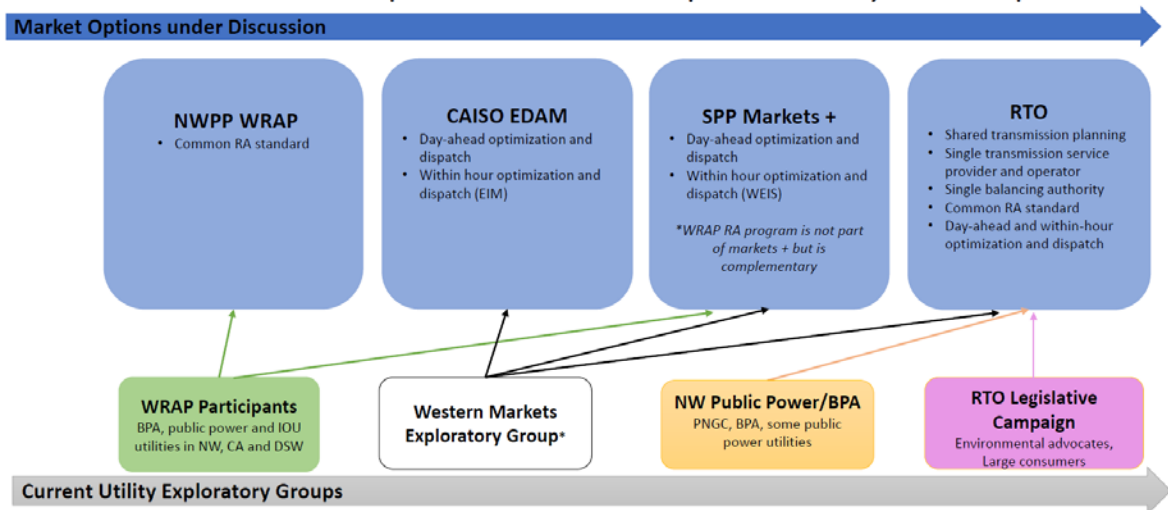 Market Options under Discussion
NWPP WRAP
• Common RA standard
CAISO EDAM
• Day-ahead optimization and
dispatch
• Within hour optimization and
dispatch (EIM)
SPP Markets +
• Day-ahead optimization and
dispatch
• Within hour optimization and
dispatch (WEIS)
*WRAP RA program is not part
of markets + but is
complementary
RTO
• Shared transmission planning
• Single transmission service
provider and operator
• Single balancing authority
• Common RA standard
• Day-ahead and within-hour
optimization and dispatch
WRAP Participants
BPA, public power and IOU
utilities in NW, CA and DSW
Western Markets
Exploratory Group*
NW Public Power/BPA
PNGC, BPA, some public
power utilities
RTO Legislative
Campaign
Environmental advocates,
Large consumers
Current Utility Exploratory Groups